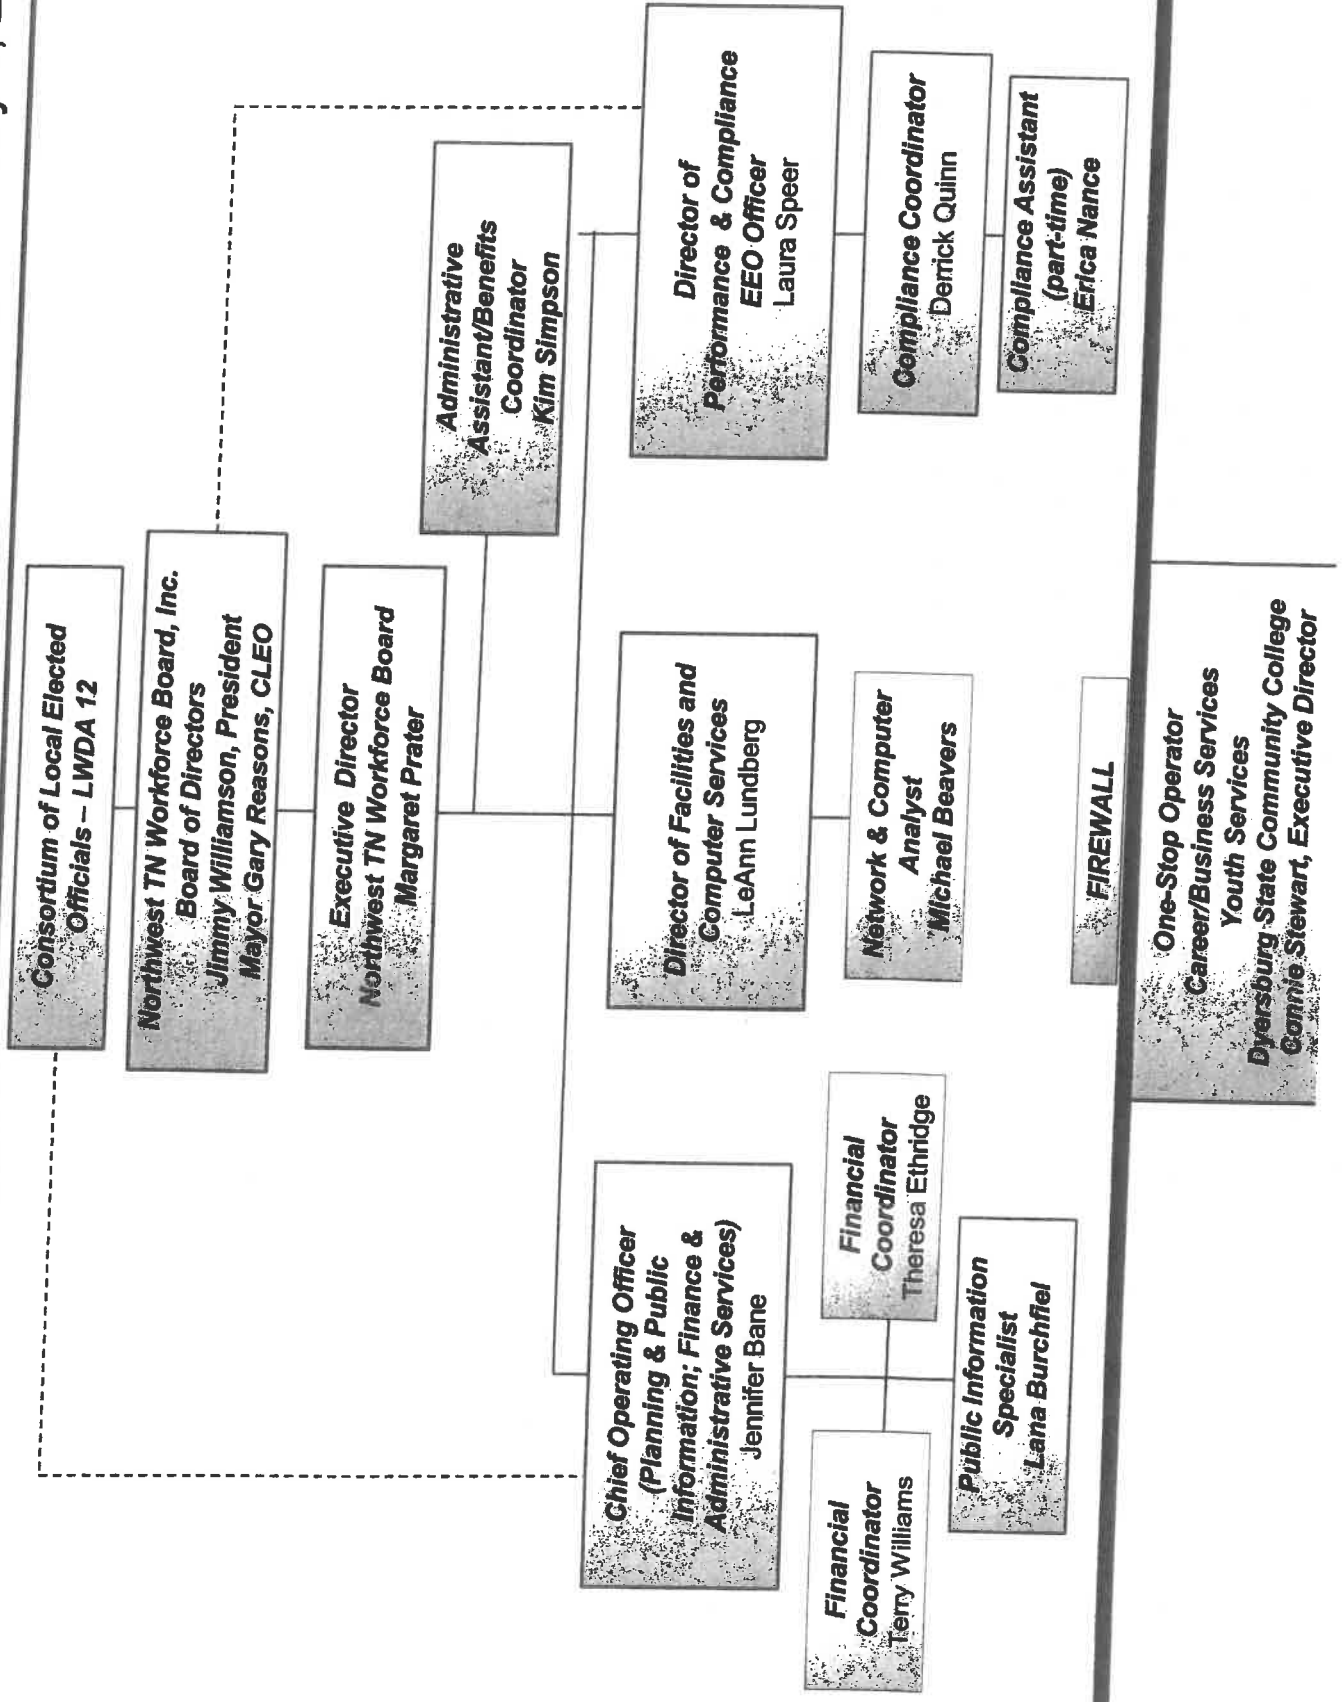 Consortium of Local Elected
Officials – LWDA 12
Northwest TN Workforce Board, Inc.
Board of Directors
Jimmy Williamson, President
Mayor Gary Reasons, CLEO
Executive Director
Northwest TN Workforce Board
Margaret Prater
Administrative
Assistant/Benefits
Coordinator
Kim Simpson
Chief Operating Officer
(Planning & Public
Information; Finance &
Administrative Services)
Jennifer Bane
Director of Facilities and
Computer Services
LeAnn Lundberg
Director of
Performance & Compliance
EEO Officer
Laura Speer
Financial
Coordinator
Terry Williams
Financial
Coordinator
Theresa Ethridge
Public Information
Specialist
Lana Burchfiel
Network & Computer
Analyst
Michael Beavers
Compliance Coordinator
Derrick Quinn
Compliance Assistant
(part-time)
Erica Nance
FIREWALL
One-Stop Operator
Career/Business Services
Youth Services
Dyersburg State Community College
Connie Stewart, Executive Director